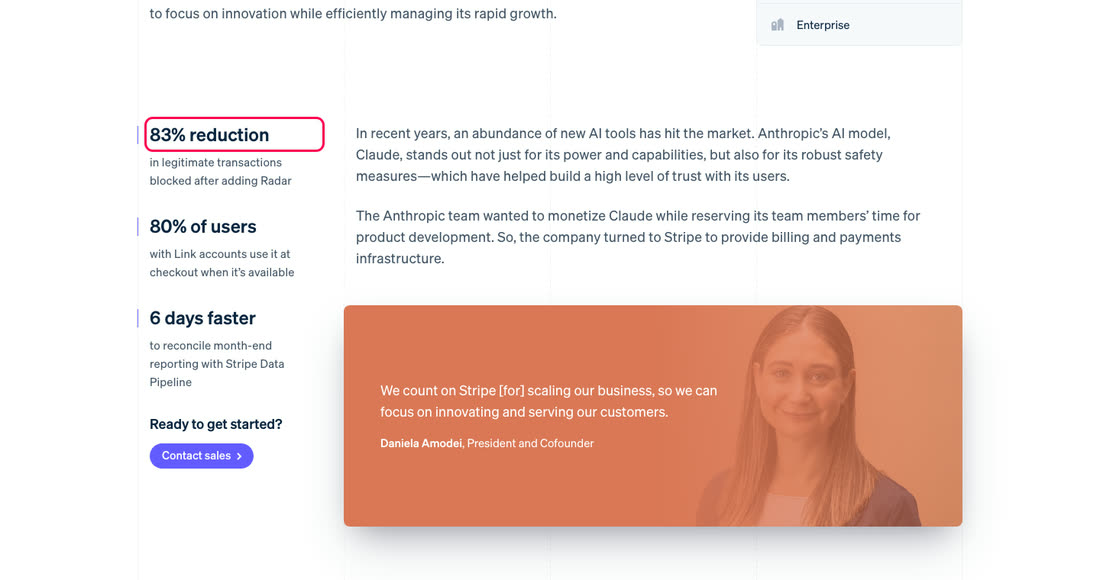 to focus on innovation while efficiently managing its rapid growth.
Enterprise
83% reduction
in legitimate transactions
blocked after adding Radar
80% of users
with Link accounts use it at
checkout when it’s available
6 days faster
to reconcile month-end
reporting with Stripe Data
Pipeline
Ready to get started?
Contact sales
In recent years, an abundance of new AI tools has hit the market. Anthropic’s AI model,
Claude, stands out not just for its power and capabilities, but also for its robust safety
measures—which have helped build a high level of trust with its users.
The Anthropic team wanted to monetize Claude while reserving its team members’ time for
product development. So, the company turned to Stripe to provide billing and payments
infrastructure.
We count on Stripe [for] scaling our business, so we can
focus on innovating and serving our customers.
Daniela Amodei, President and Cofounder